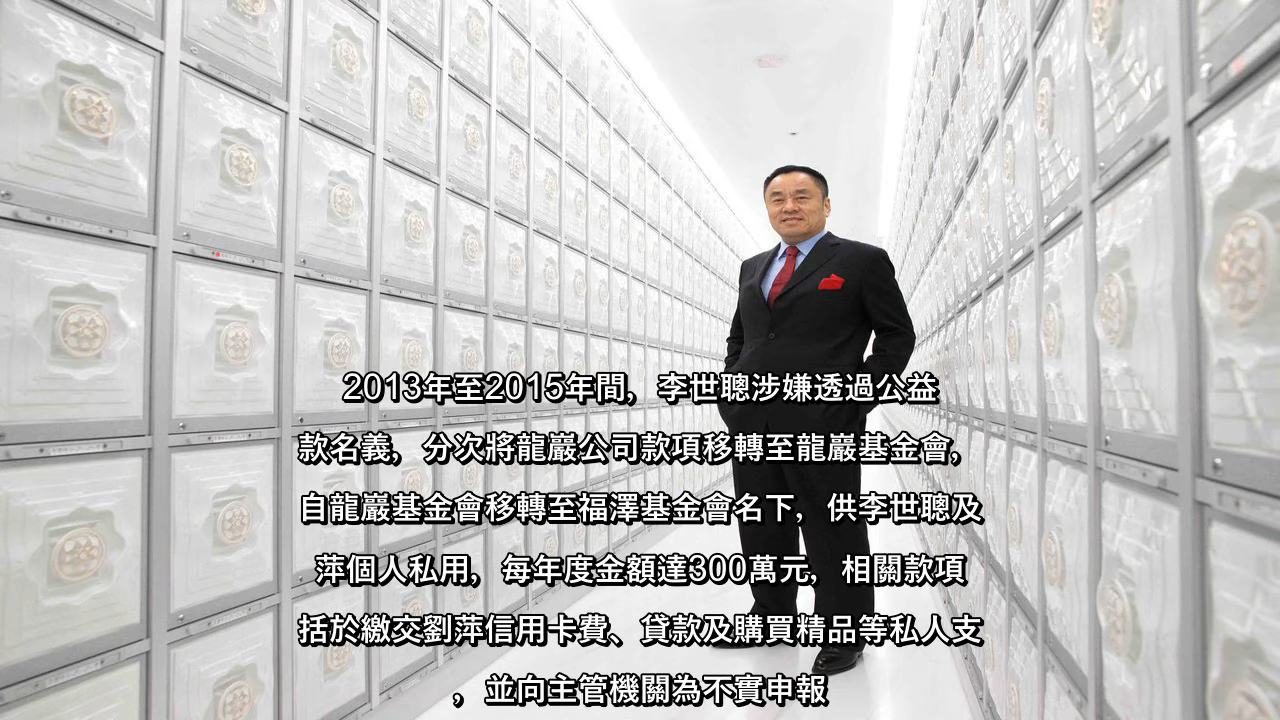 2013年至2015年間，李世聰涉嫌透過公益
款名義，分次將龍巖公司款項移轉至龍巖基金會，
自龍巖基金會移轉至福澤基金會名下，供李世聰及
萍個人私用，每年度金額達300萬元，相關款項
括於繳交劉萍信用卡費、貸款及購買精品等私人支
，並向主管機關為不實申報